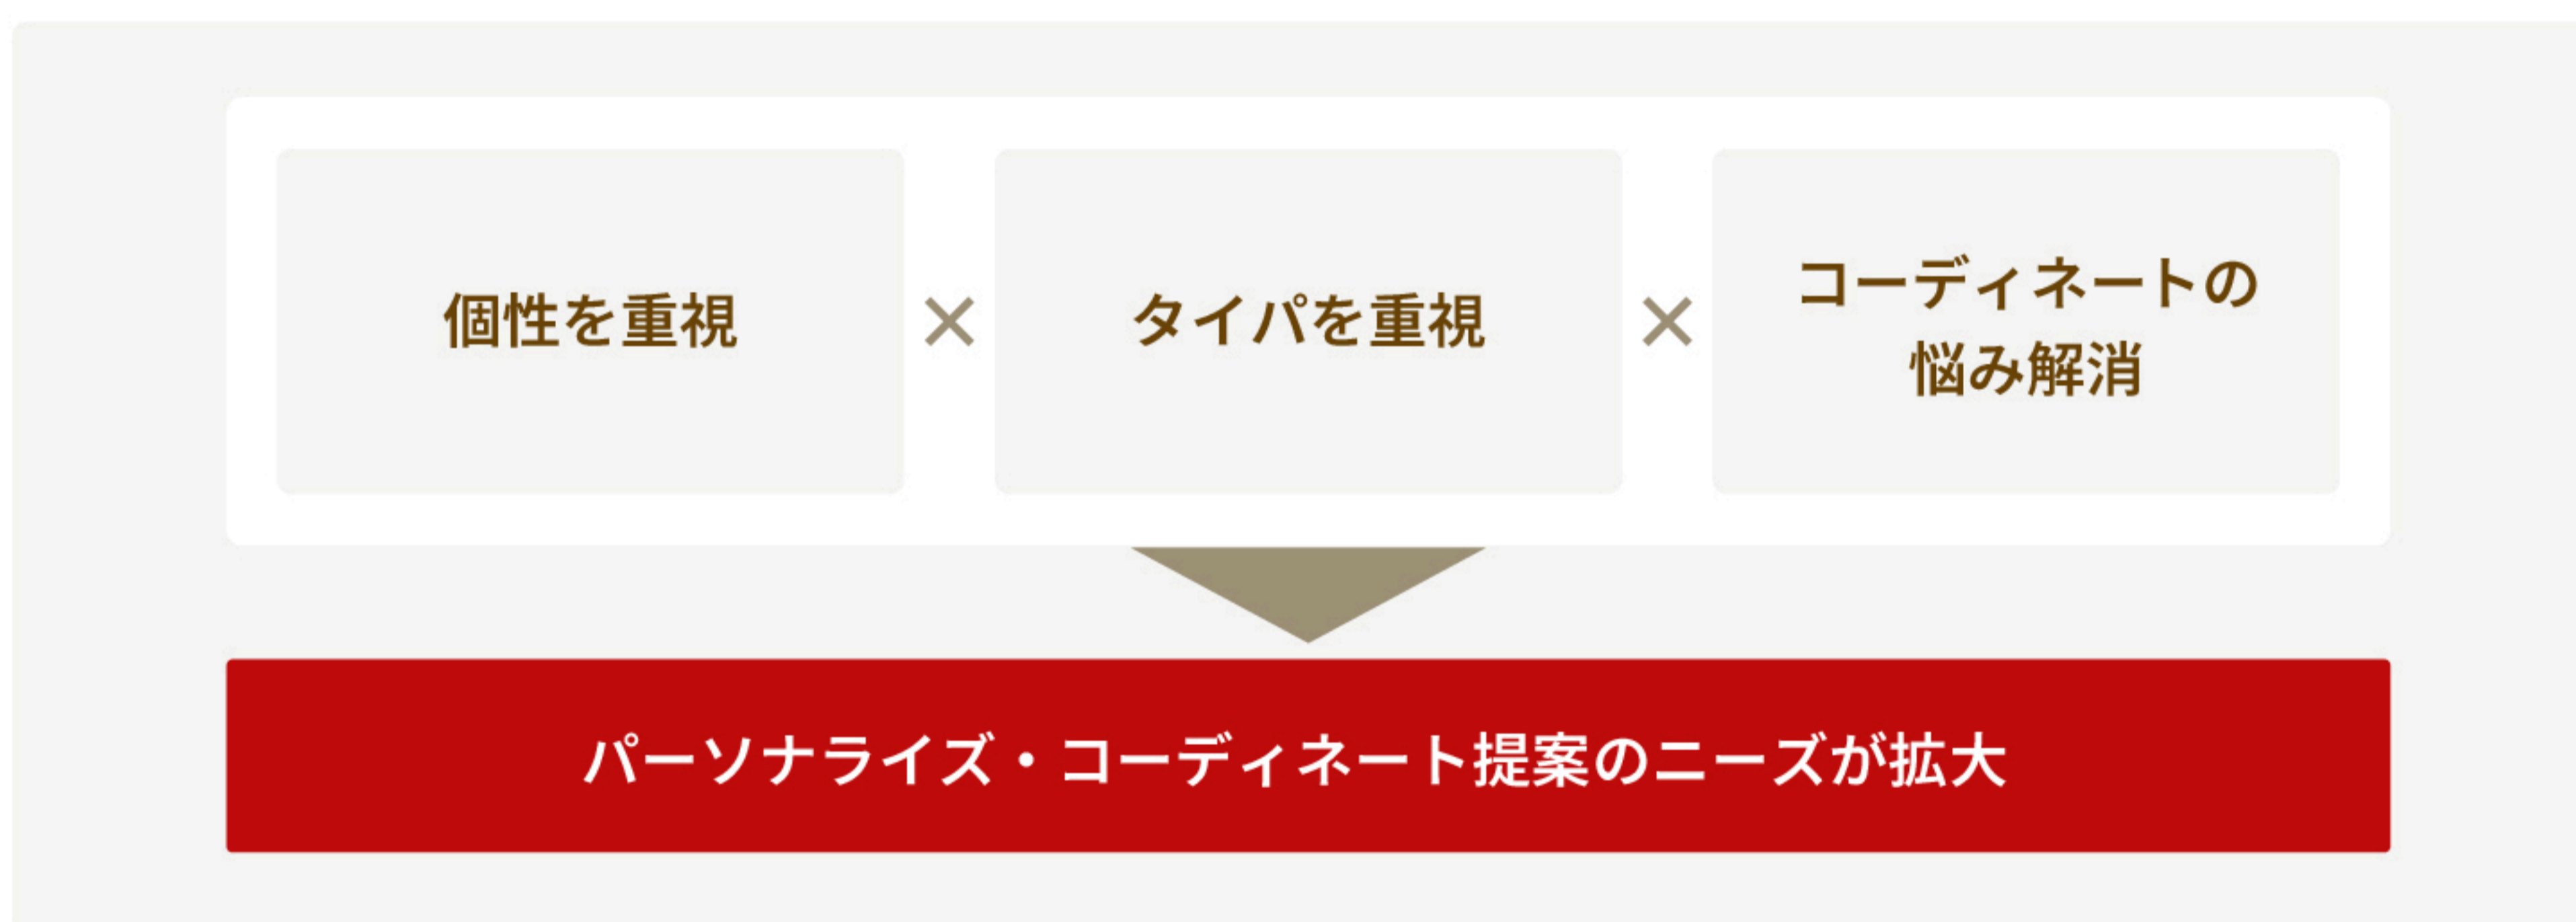 個性を重視
×
タイパを重視
×
コーディネートの
悩み解消
パーソナライズ・コーディネート提案のニーズが拡大